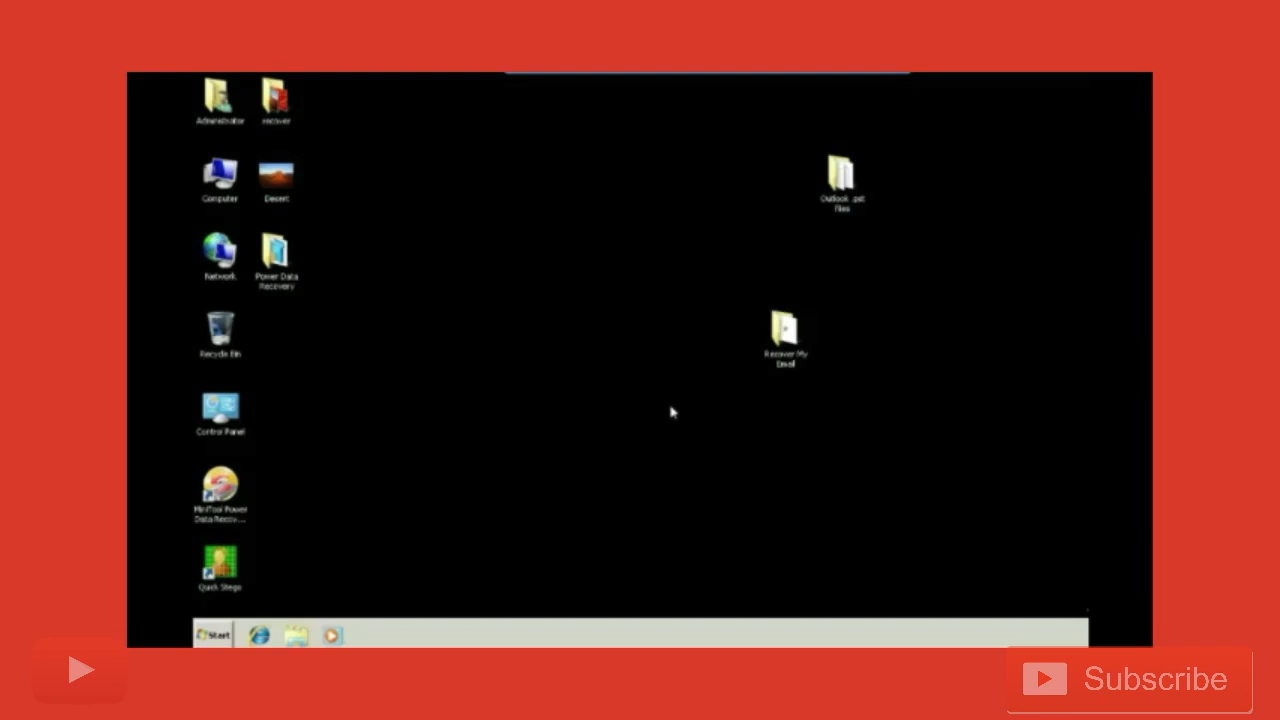 Administrator
recover
Computer
Desert
Outlook .pst
files
Network
Power Data
Recovery
Recycle Bin
Recover My
Email
Control Panel
MiniTool Power
Data Recov...
Quick Stego
Start
Subscribe